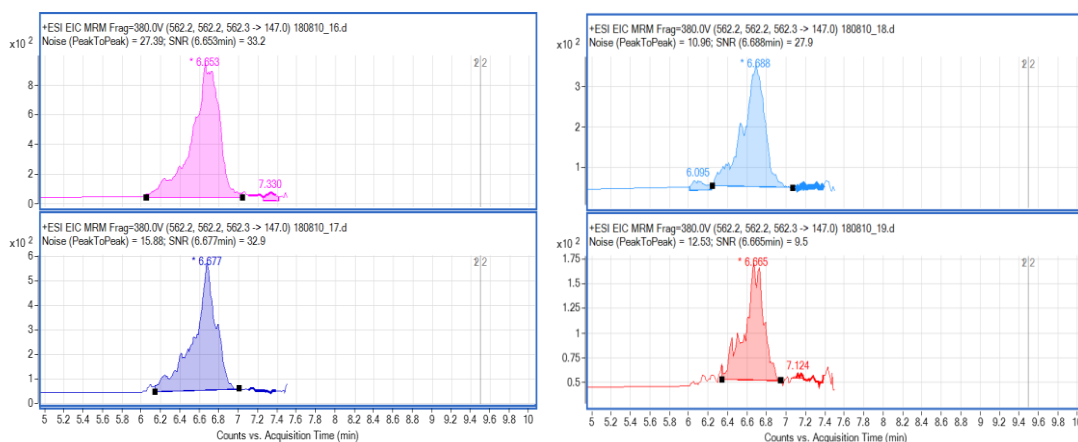 +ESI EIC MRM Frag=380.0V (562.2, 562.2, 562.3 -> 147.0) 180810_16.d
Noise (PeakToPeak) = 27.39; SNR (6.653min) = 33.2
x10 2
* 6.653
7.330
8
6
4
2
0
+ESI EIC MRM Frag=380.0V (562.2, 562.2, 562.3 -> 147.0) 180810_17.d
Noise (PeakToPeak) = 15.88; SNR (6.677min) = 32.9
x10 2
* 6.677
6
5
4
3
2
1
0
5 5.2 5.4 5.6 5.8 6 6.2 6.4 6.6 6.8 7 7.2 7.4 7.6 7.8 8 8.2 8.4 8.6 8.8 9 9.2 9.4 9.6 9.8 10
Counts vs. Acquisition Time (min)
+ESI EIC MRM Frag=380.0V (562.2, 562.2, 562.3 -> 147.0) 180810_18.d
Noise (PeakToPeak) = 10.96; SNR (6.688min) = 27.9
x10 2
* 6.688
6.095
3
2
1
+ESI EIC MRM Frag=380.0V (562.2, 562.2, 562.3 -> 147.0) 180810_19.d
Noise (PeakToPeak) = 12.53; SNR (6.665min) = 9.5
x10 2
* 6.665
7.124
1.75
1.5
1.25
1
0.75
0.5
5 5.2 5.4 5.6 5.8 6 6.2 6.4 6.6 6.8 7 7.2 7.4 7.6 7.8 8 8.2 8.4 8.6 8.8 9 9.2 9.4 9.6 9.8 10
Counts vs. Acquisition Time (min)